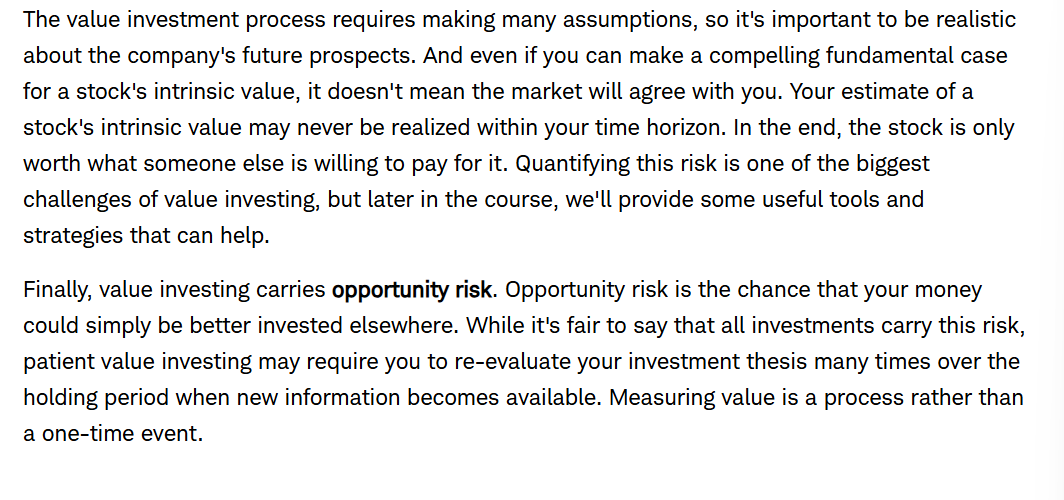 The value investment process requires making many assumptions, so it's important to be realistic
about the company's future prospects. And even if you can make a compelling fundamental case
for a stock's intrinsic value, it doesn't mean the market will agree with you. Your estimate of a
stock's intrinsic value may never be realized within your time horizon. In the end, the stock is only
worth what someone else is willing to pay for it. Quantifying this risk is one of the biggest
challenges of value investing, but later in the course, we'll provide some useful tools and
strategies that can help.
Finally, value investing carries opportunity risk. Opportunity risk is the chance that your money
could simply be better invested elsewhere. While it's fair to say that all investments carry this risk,
patient value investing may require you to re-evaluate your investment thesis many times over the
holding period when new information becomes available. Measuring value is a process rather than
a one-time event.